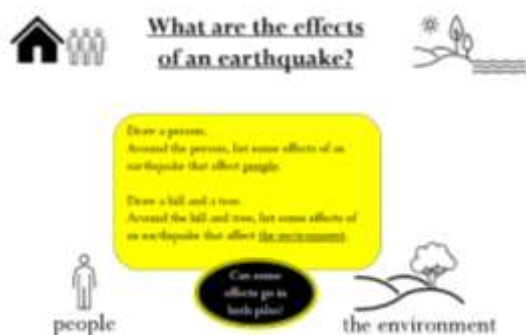 What are the effects
of an earthquake?
Draw a person.
Around the person, list some effects of an
earthquake that affect people.
Draw a hill and a tree.
Around the hill and tree, list some effects of
an earthquake that affect the environment.
Can some
effects go in
both piles?
people
the environment